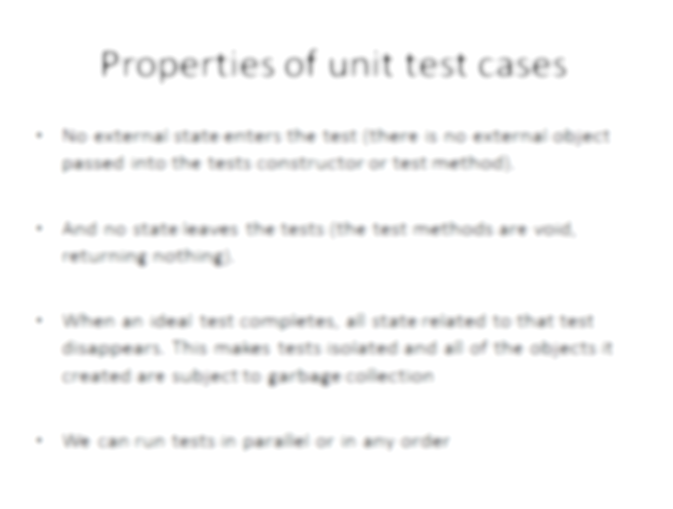 Properties of unit test cases
• No external state enters the test (there is no external object
passed into the tests constructor or test method).
• And no state leaves the tests (the test methods are void,
returning nothing).
• When an ideal test completes, all state related to that test
disappears. This makes tests isolated and all of the objects it
created are subject to garbage collection
• We can run tests in parallel or in any order